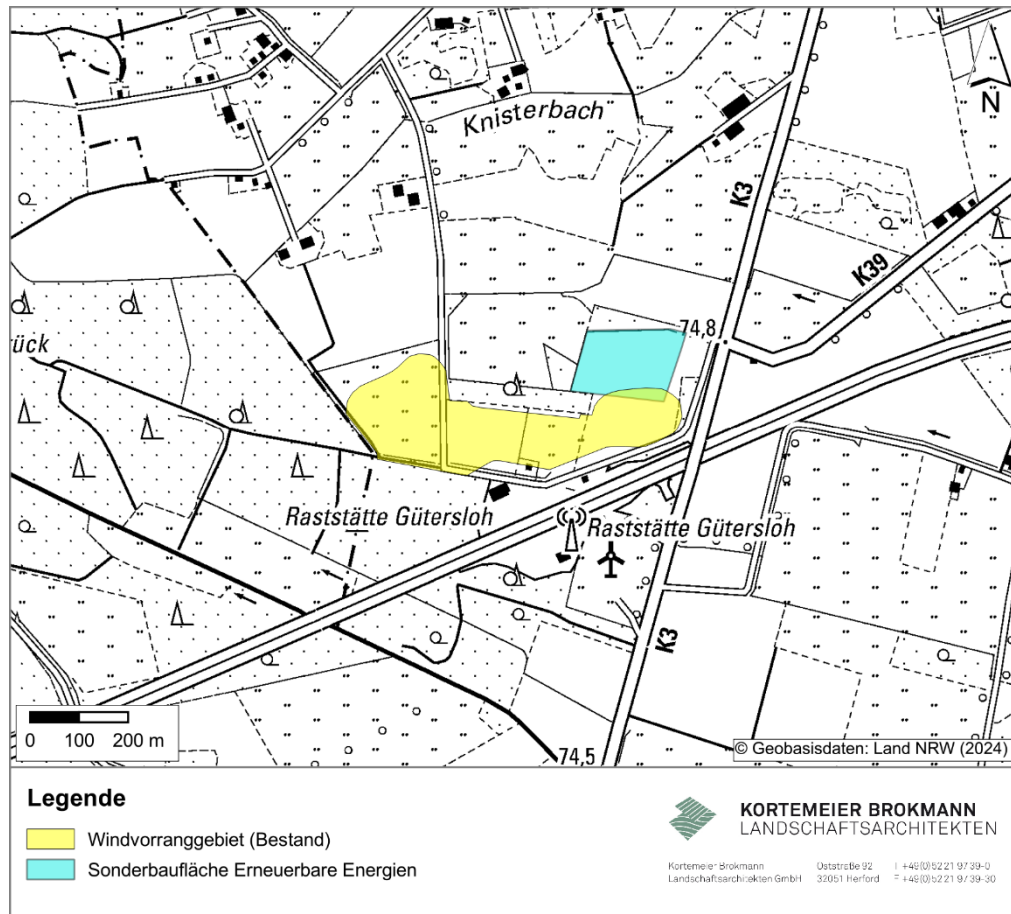 Knisterbach
N
K3
K39
74,8
rück
Raststätte Gütersloh
Raststätte Gütersloh
K3
0 100 200 m
74,5
© Geobasisdaten: Land NRW (2024)
Legende
Windvorranggebiet (Bestand)
Sonderbaufläche Erneuerbare Energien
KORTEMEIER BROKMANN
LANDSCHAFTSARCHITEKTEN
Kortemeier Brokmann Oststraße 92 T +49(0)5221 9739-0
Landschaftsarchitekten GmbH 32051 Herford F +49(0)5221 9739-30